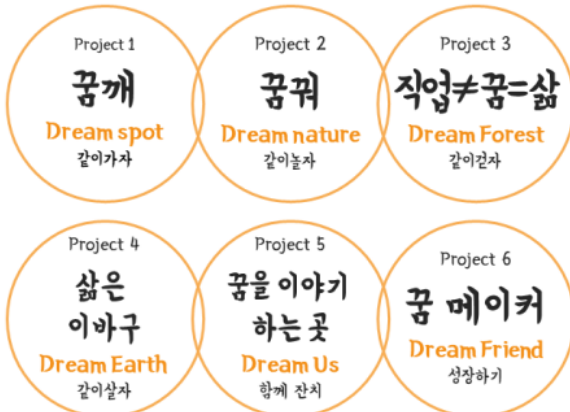 Project 1
꿈깨
Dream spot
같이가자
Project 2
꿈꿔
Dream nature
같이놀자
Project 3
직업≠꿈=삶
Dream Forest
같이걷자
Project 4
삶은
이바구
Dream Earth
같이살자
Project 5
꿈을 이야기
하는 곳
Dream Us
함께 잔치
Project 6
꿈 메이커
Dream Friend
성장하기